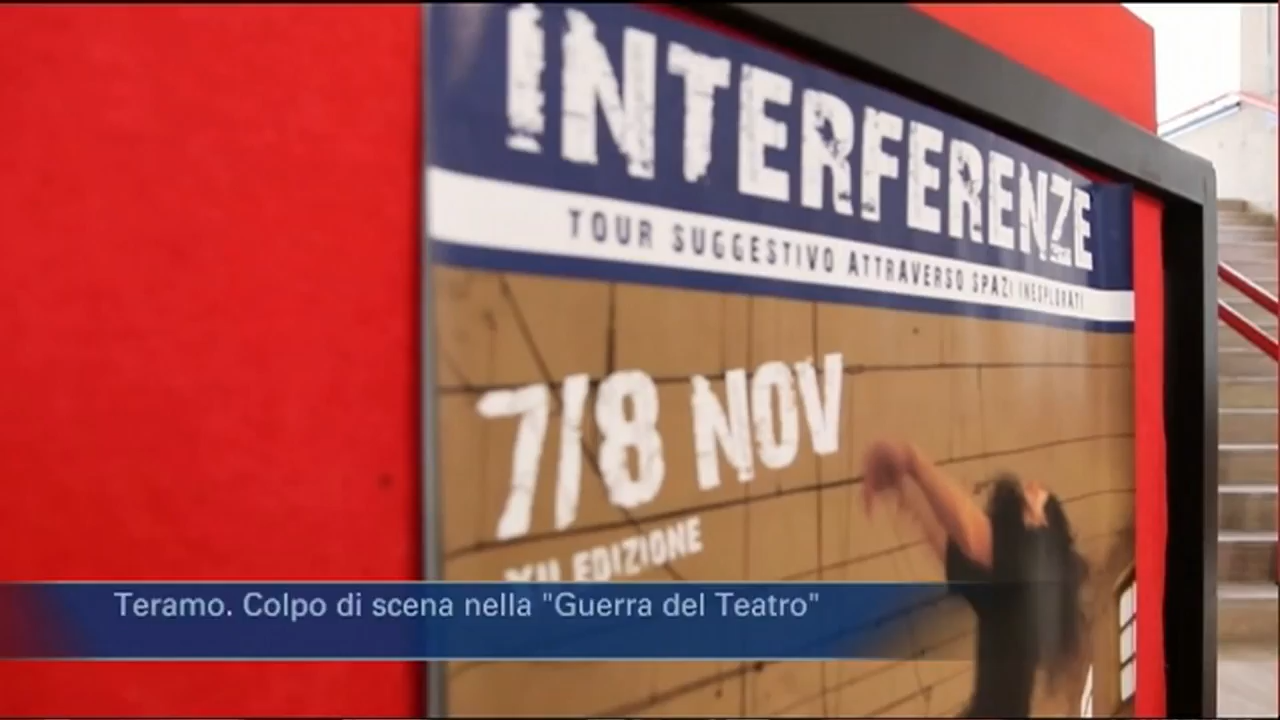 INTERFERENZE
TOUR SUGGESTIVO ATTRAVERSO SPAZI INESPLORATI
7/8 NOV
EDIZIONE
Teramo. Colpo di scena nella "Guerra del Teatro"